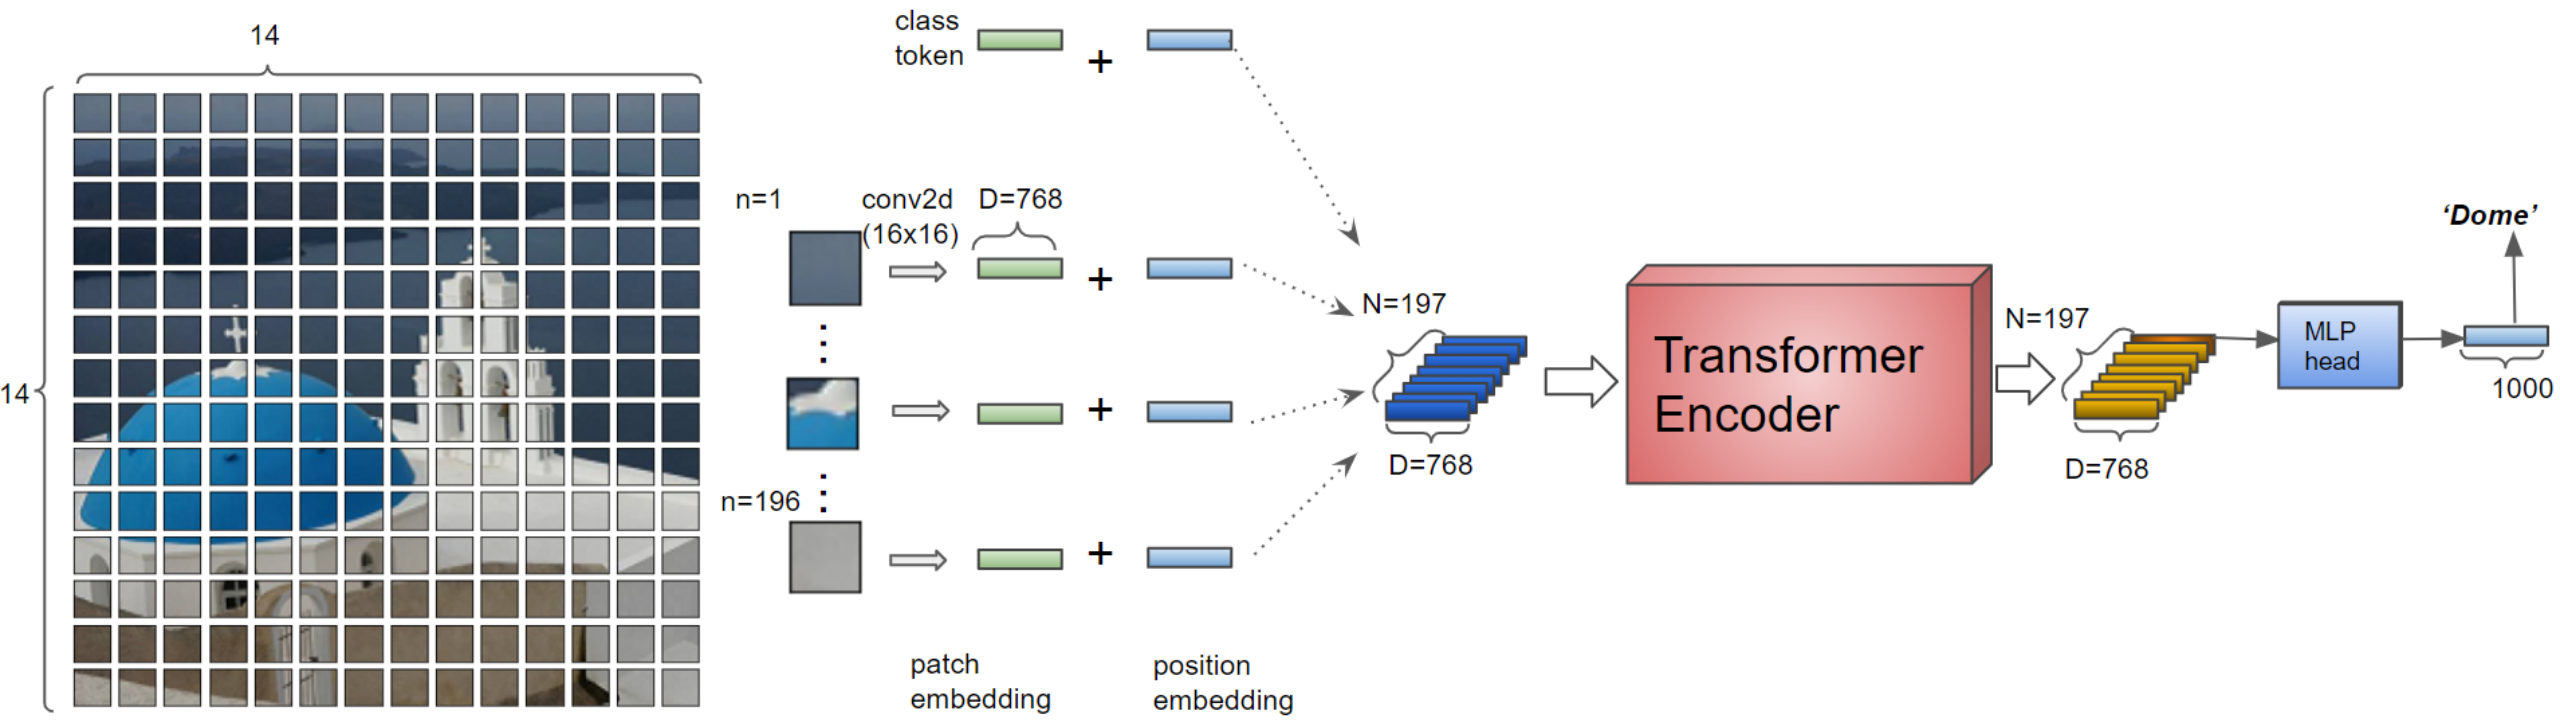 14
14
class
token
+
n=1
conv2d
(16x16)
D=768
+
+
n=196
+
patch
embedding
position
embedding
N=197
D=768
Transformer
Encoder
N=197
D=768
MLP
head
'Dome'
1000